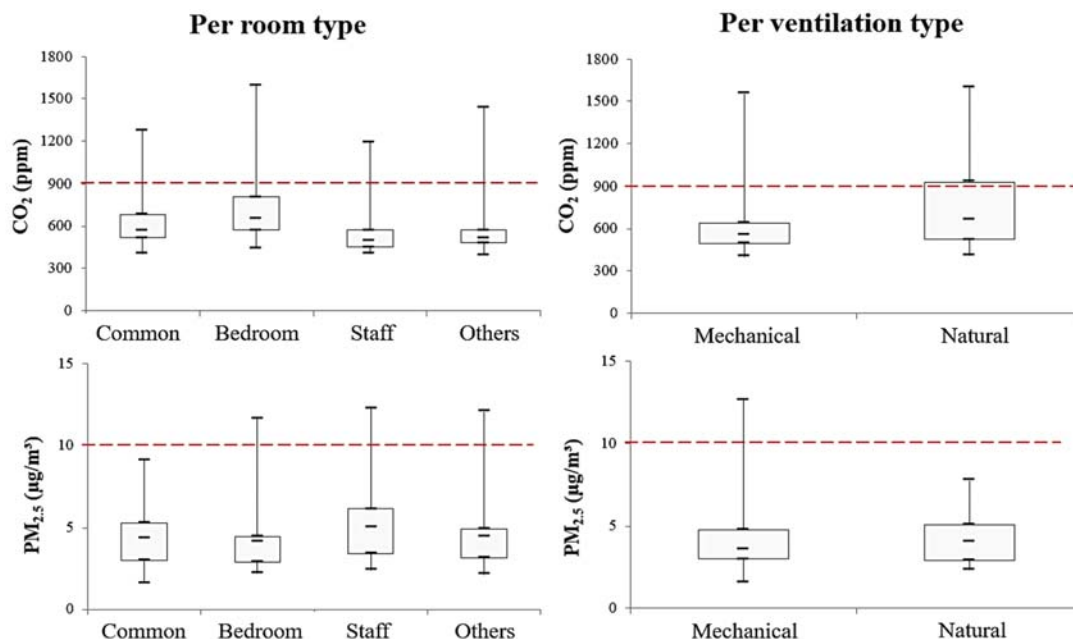 Per room type
Per ventilation type
1800
1500
1200
900
600
300
0
CO₂ (ppm)
Common Bedroom Staff Others
1800
1500
1200
900
600
300
0
CO₂ (ppm)
Mechanical Natural
15
10
5
0
PM₂.₅ (µg/m³)
Common Bedroom Staff Others
15
10
5
0
PM₂.₅ (µg/m³)
Mechanical Natural